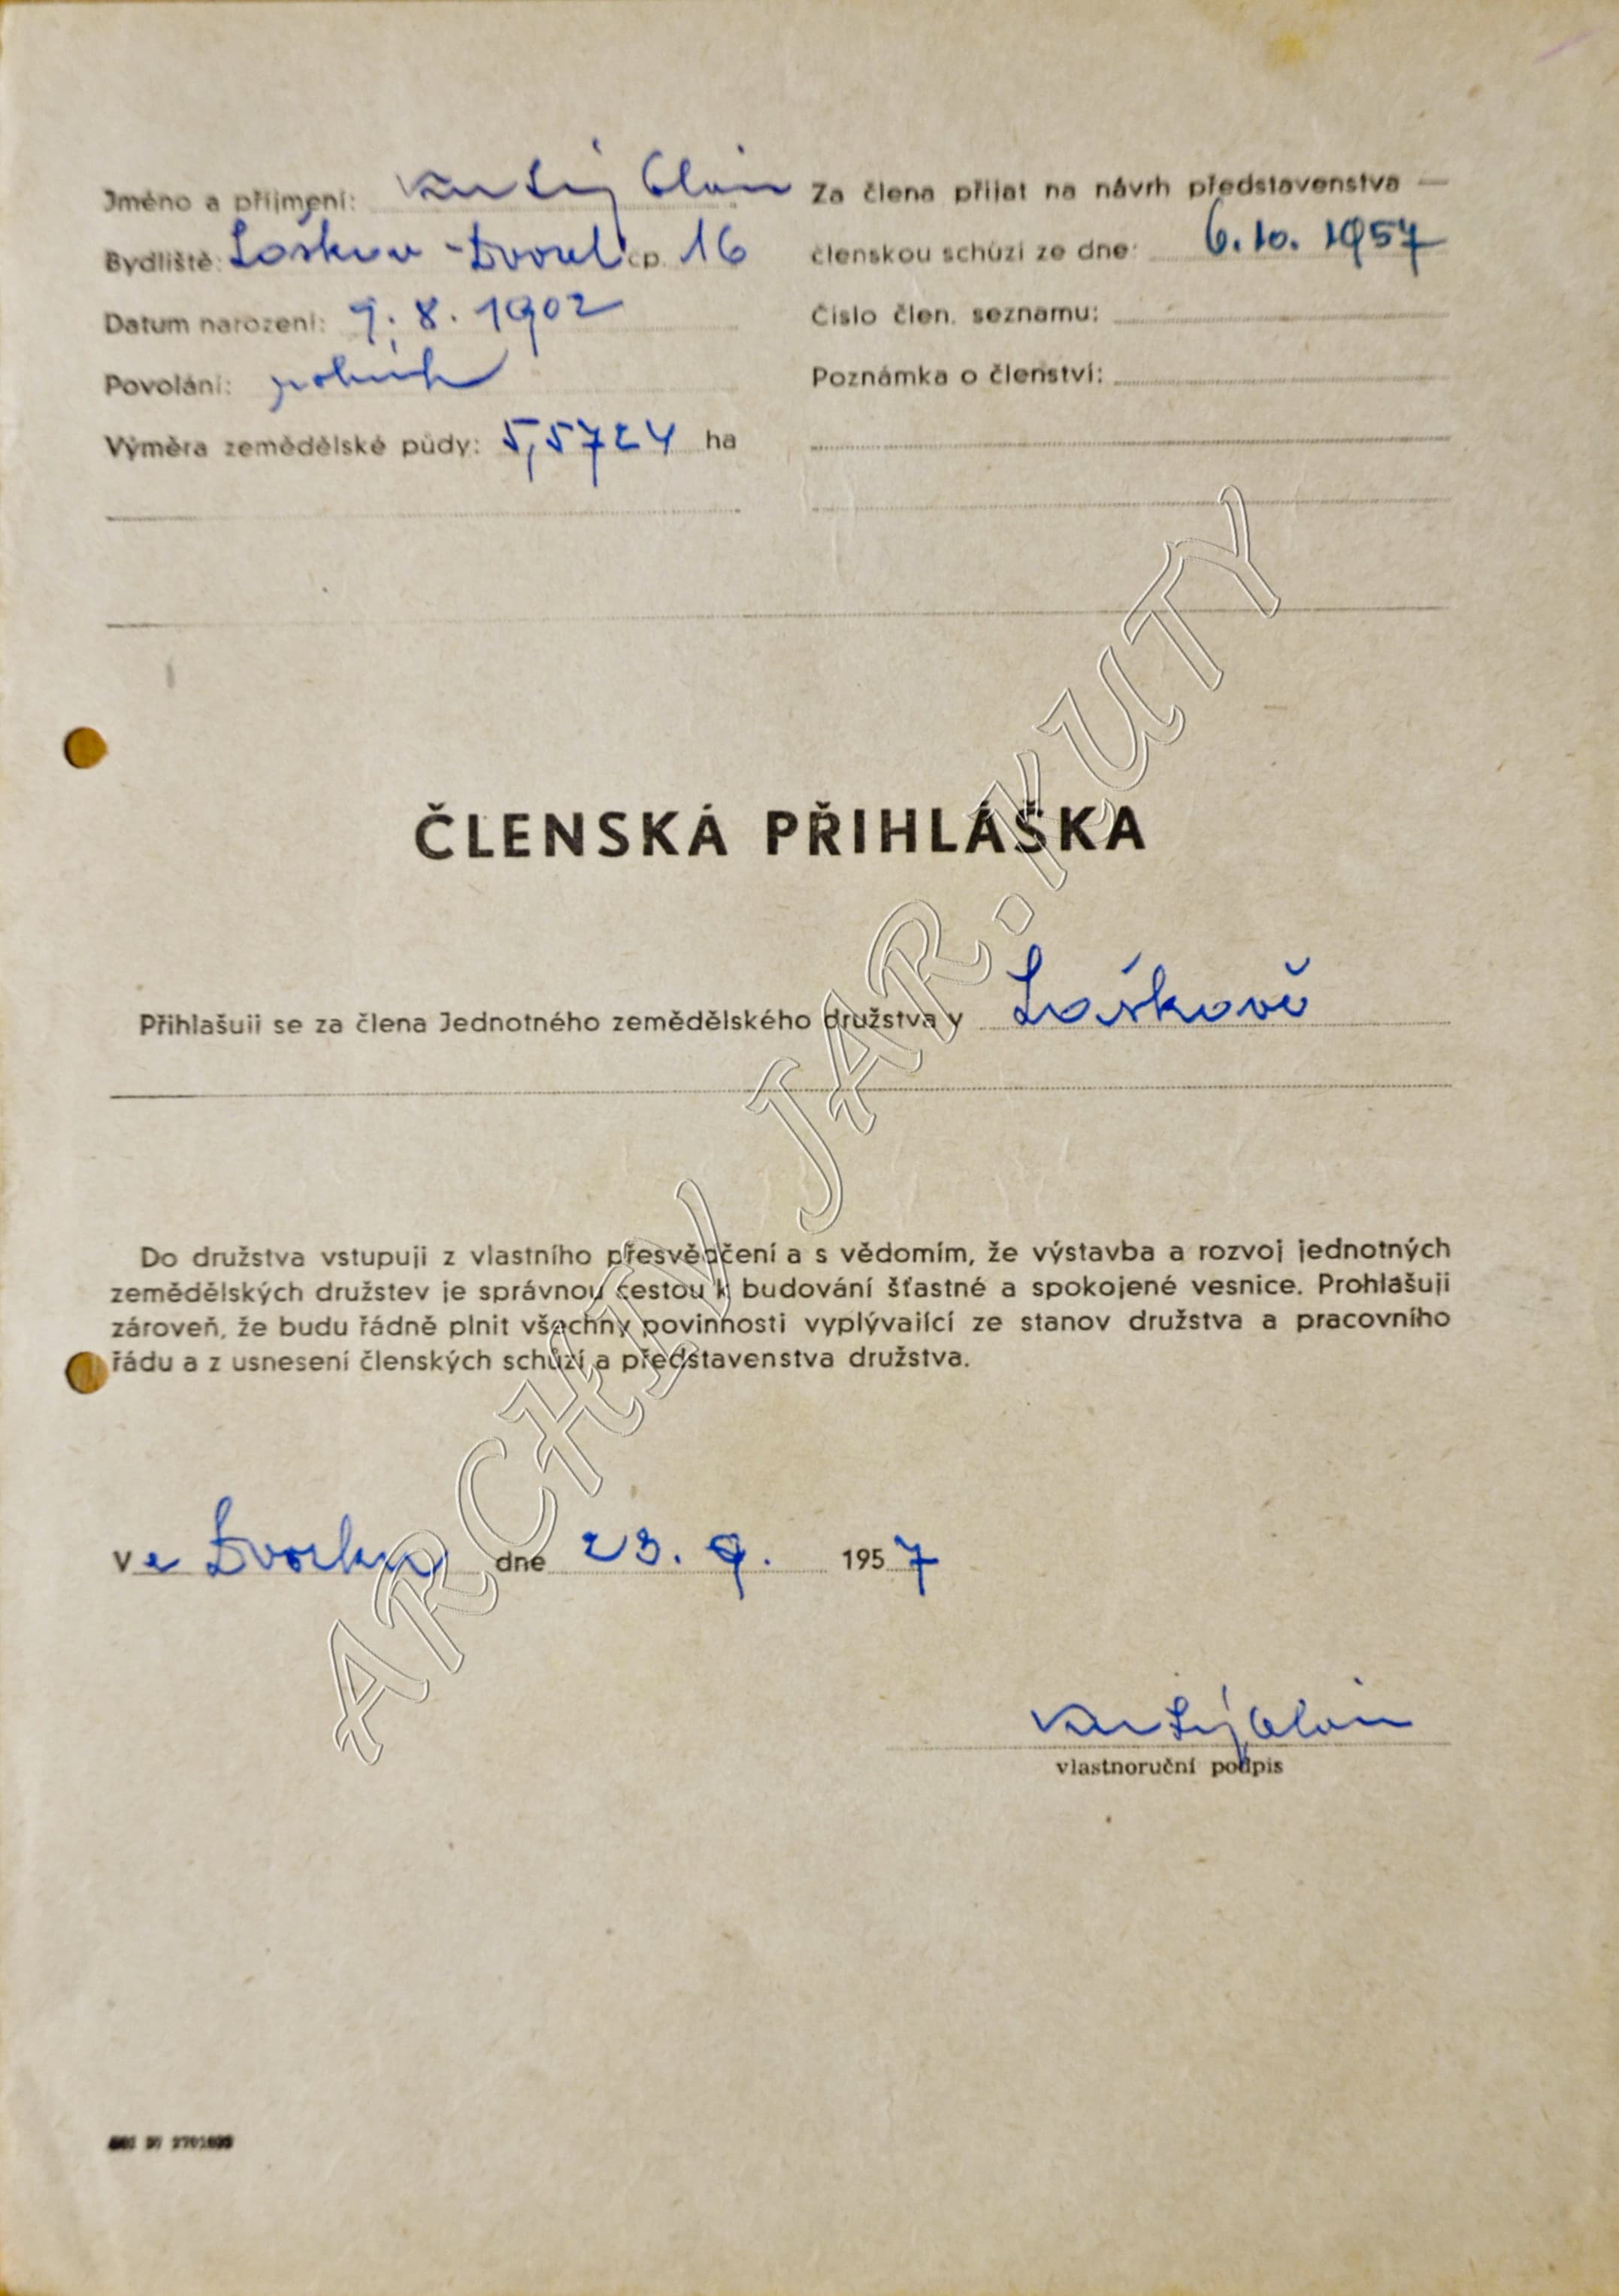 Jméno a příjmení:
Bydliště: Loškov - Dvorek čp. 16
Datum narození: 9. 8. 1902
Povolání: rolník
Výměra zemědělské půdy: 5,5724 ha
Za člena přijat na návrh představenstva —
členskou schůzí ze dne: 6. 10. 1957
Číslo člen. seznamu:
Poznámka o členství:
ČLENSKÁ PŘIHLÁŠKA
Přihlašuji se za člena Jednotného zemědělského družstva v Loškově
Do družstva vstupuji z vlastního přesvědčení a s vědomím, že výstavba a rozvoj jednotných
zemědělských družstev je správnou cestou k budování šťastné a spokojené vesnice. Prohlašuji
zároveň, že budu řádně plnit všechny povinnosti vyplývající ze stanov družstva a pracovního
řádu a z usnesení členských schůzí a představenstva družstva.
ve Dvorku dne 23. 9. 1957
vlastnoruční podpis
ARCHIV JAR. KUTY